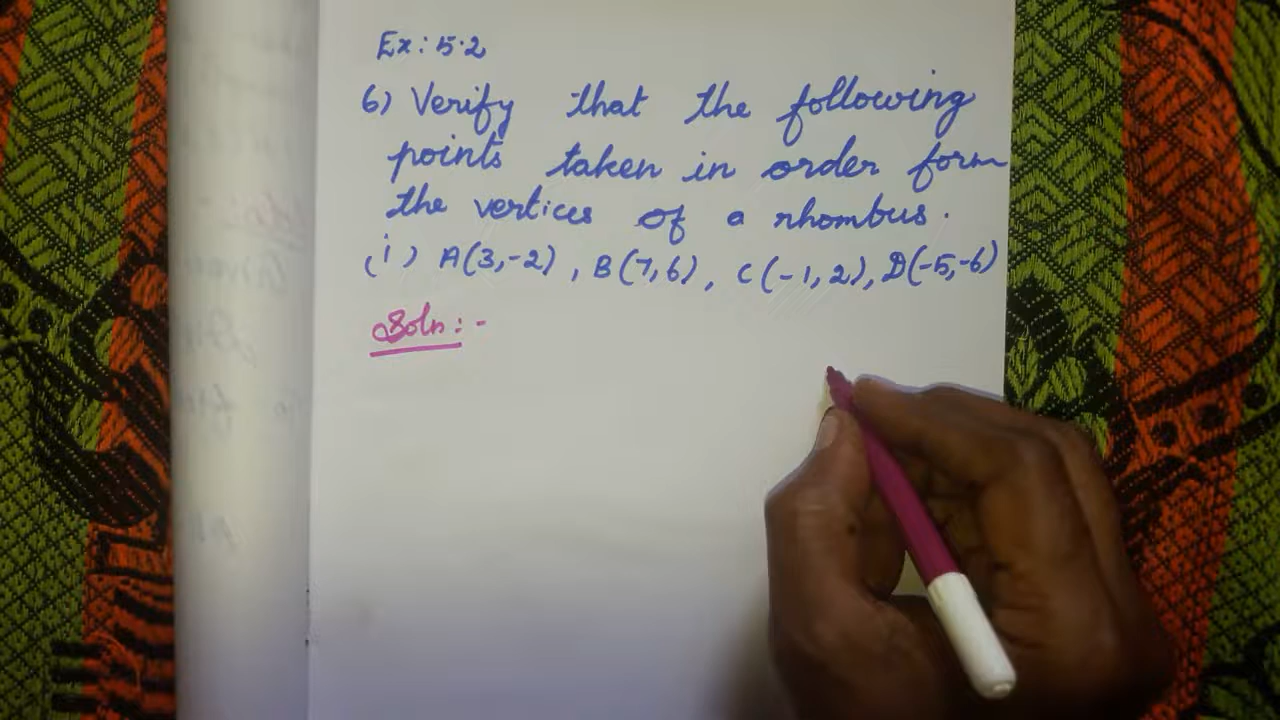 Ex: 5.2
6) Verify that the following
points taken in order form
the vertices of a rhombus.
(i) A(3,-2), B(7,6), C(-1,2), D(-5,-6)
Soln:-